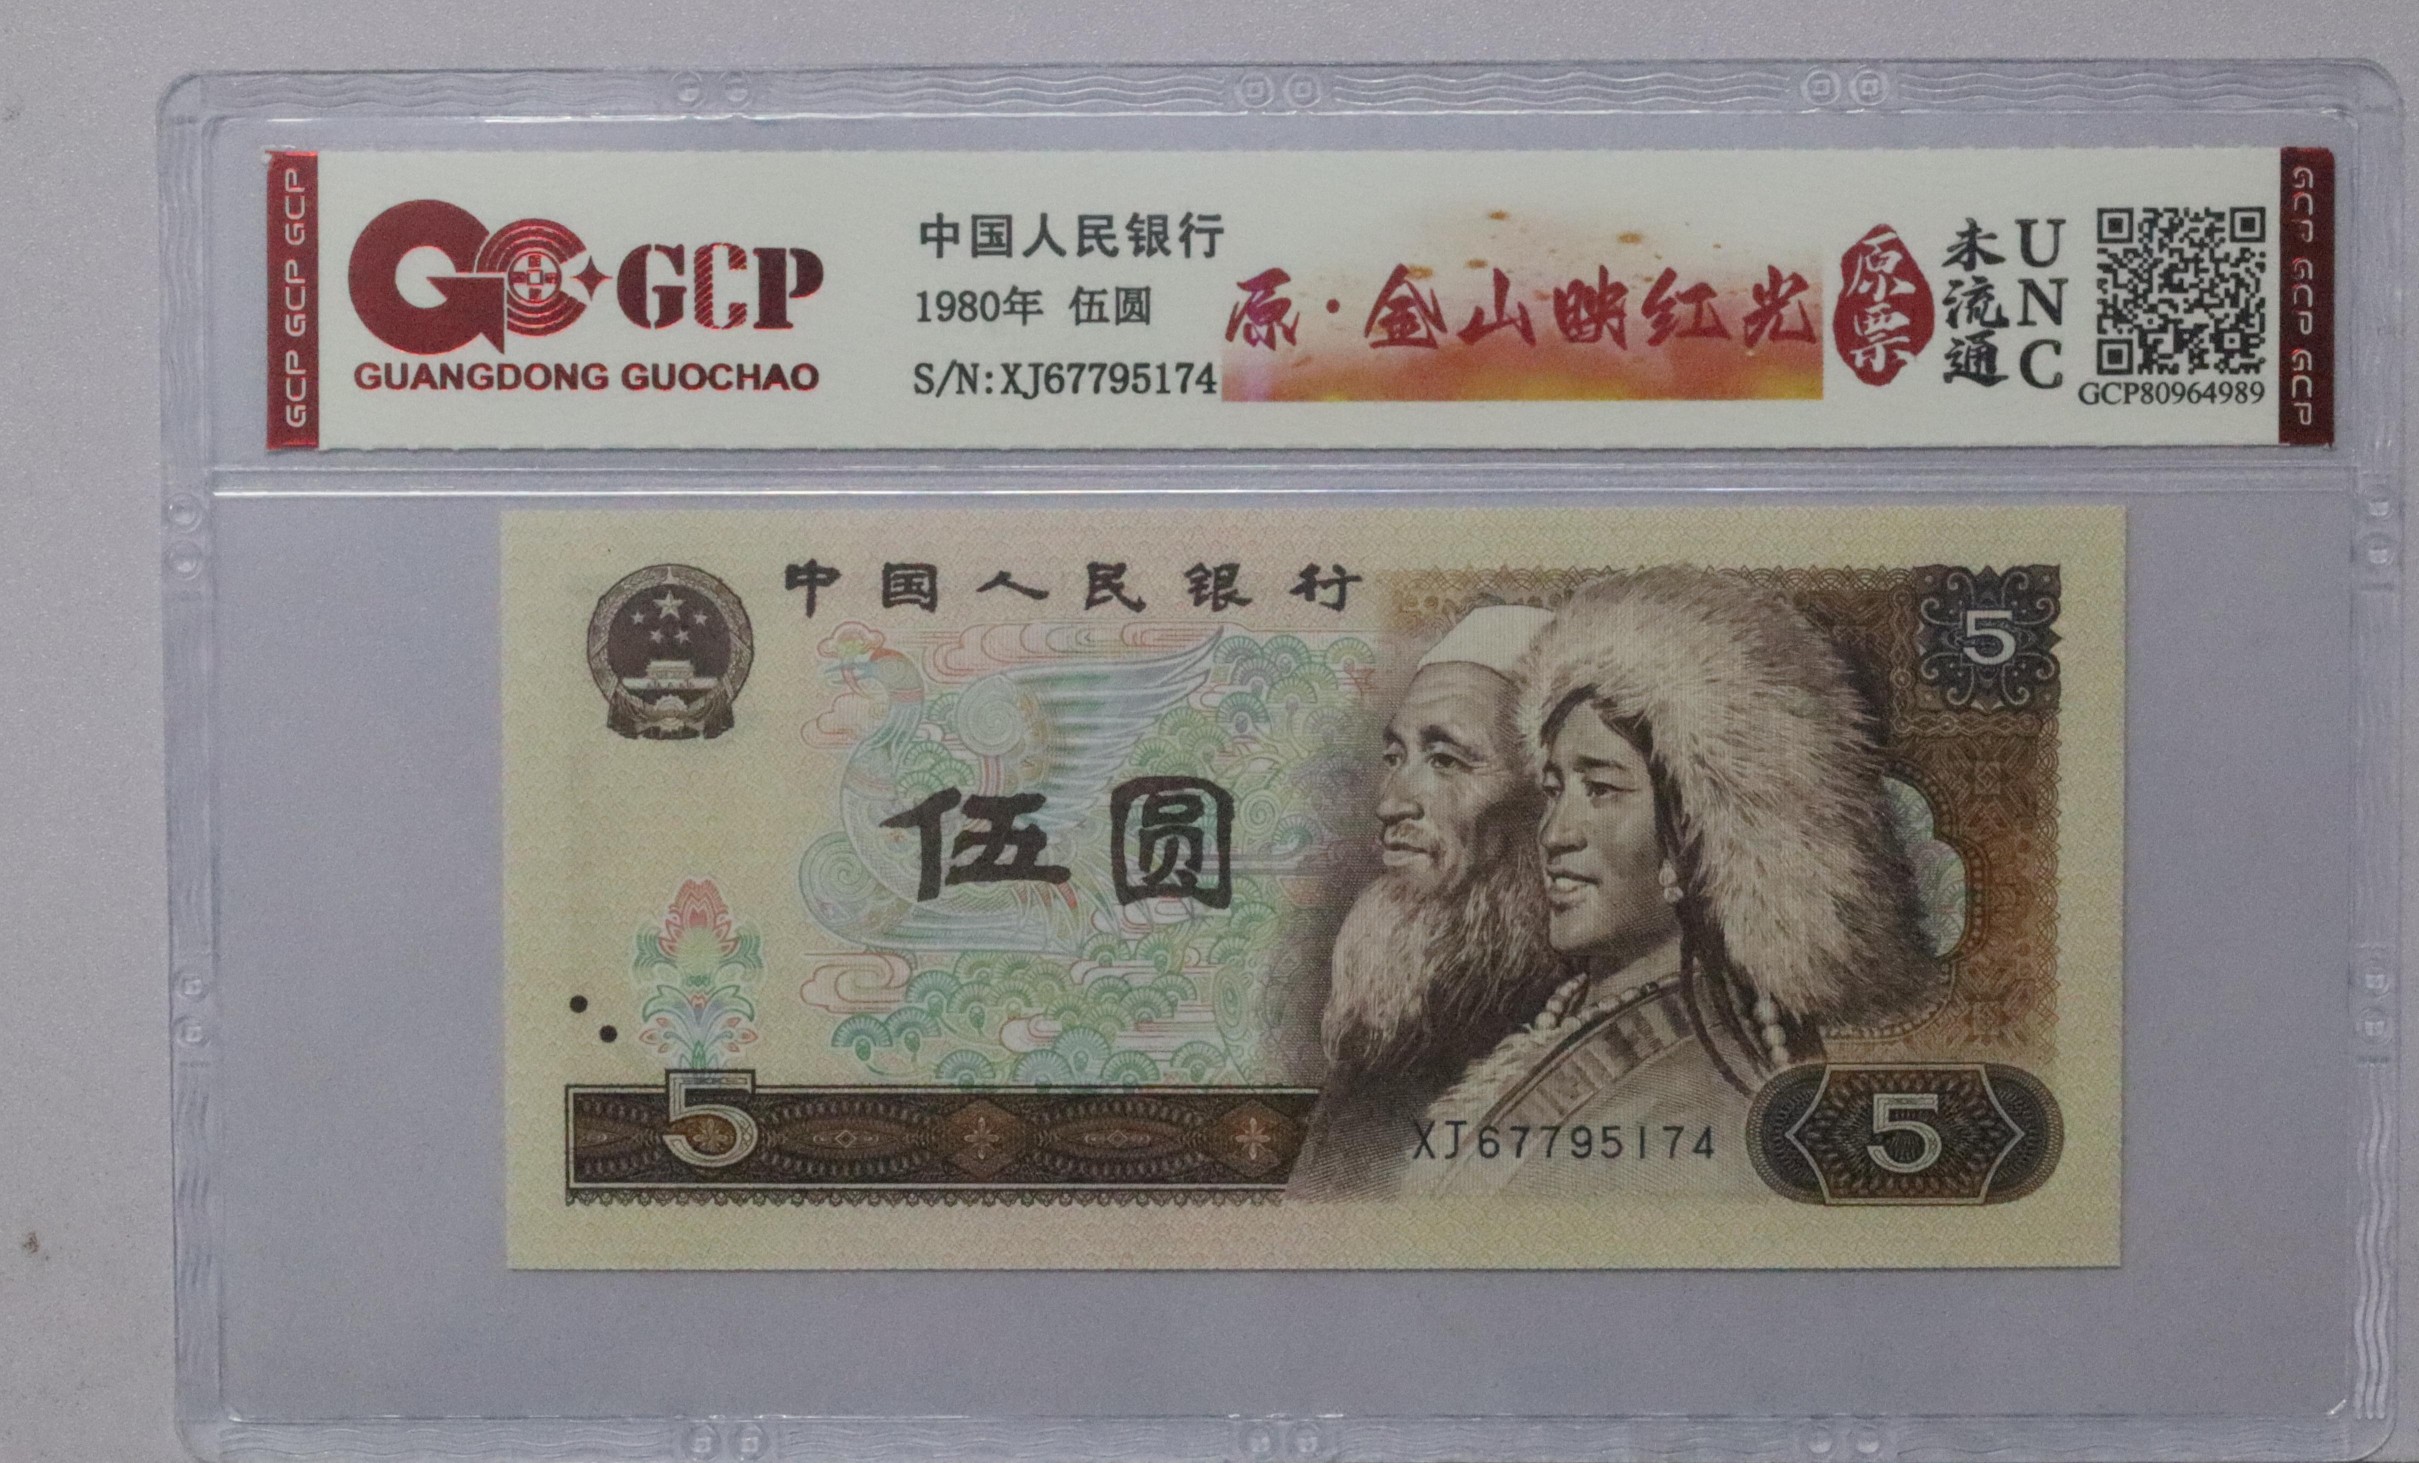 GCP GCP GCP
GCP
GUANGDONG GUOCHAO
中国人民银行
1980年 伍圆
S/N:XJ67795174
原·金山映红光
原票
未流通
UNC
GCP80964989
GCP GCP GCP
中国人民银行
5
伍圆
5
XJ67795174
5